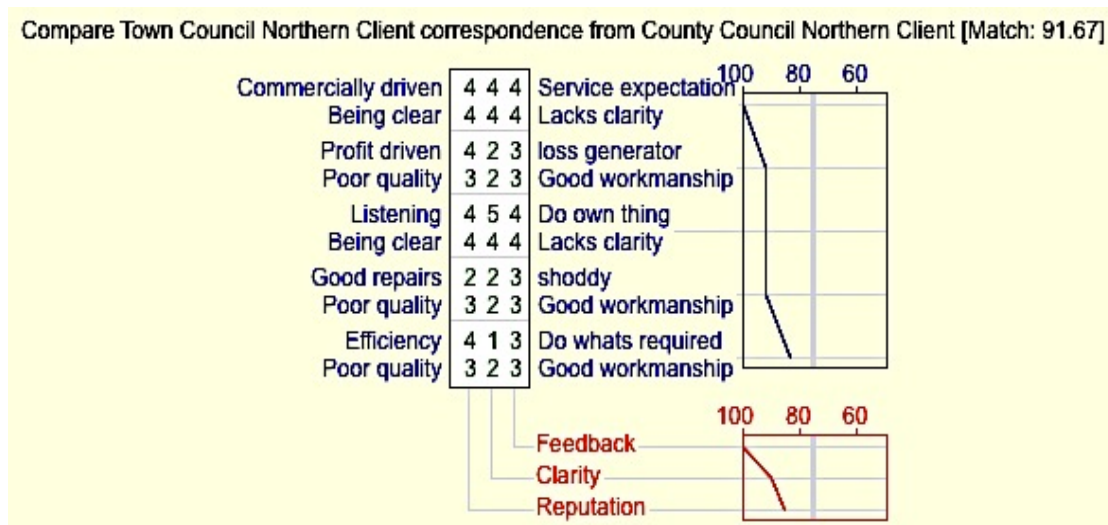 Compare Town Council Northern Client correspondence from County Council Northern Client [Match: 91.67]
100 80 60
Commercially driven 4 4 4 Service expectation
Being clear 4 4 4 Lacks clarity
Profit driven 4 2 3 loss generator
Poor quality 3 2 3 Good workmanship
Listening 4 5 4 Do own thing
Being clear 4 4 4 Lacks clarity
Good repairs 2 2 3 shoddy
Poor quality 3 2 3 Good workmanship
Efficiency 4 1 3 Do whats required
Poor quality 3 2 3 Good workmanship
100 80 60
Feedback
Clarity
Reputation